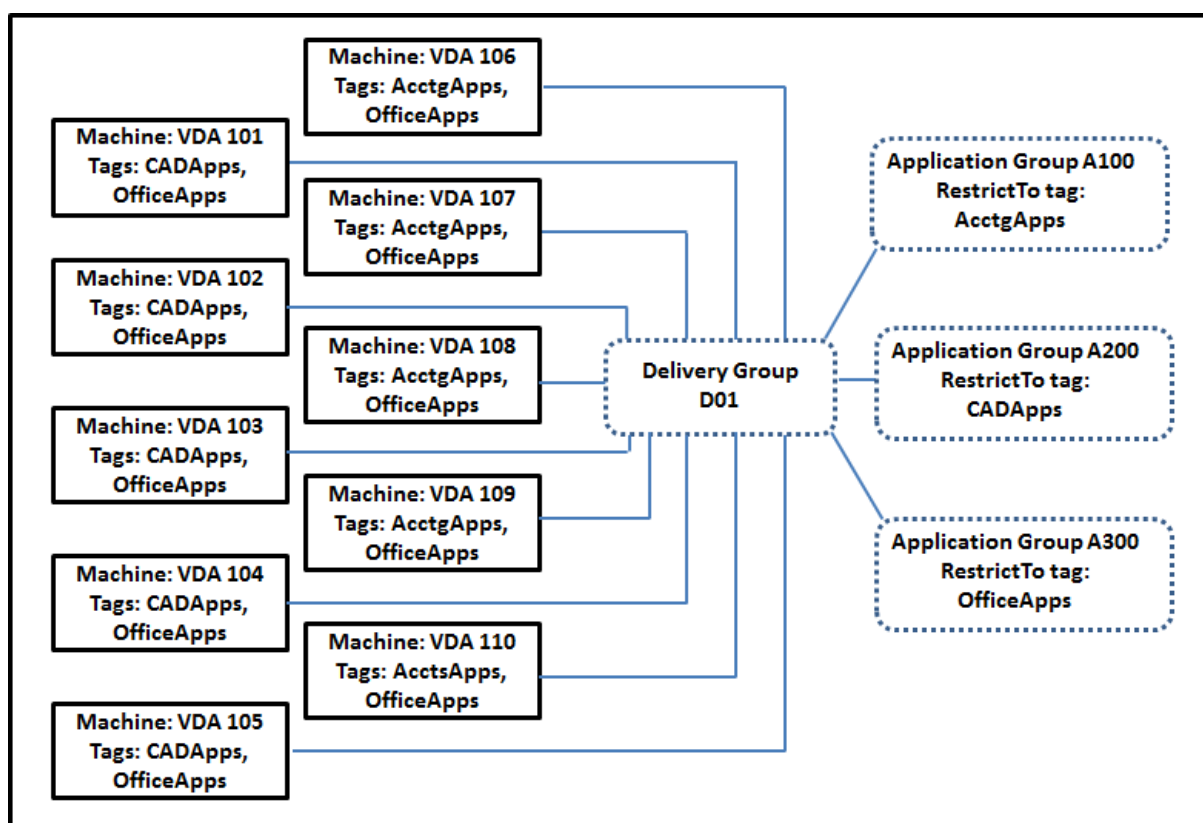 Machine: VDA 106
Tags: AcctgApps,
OfficeApps
Machine: VDA 101
Tags: CADApps,
OfficeApps
Machine: VDA 107
Tags: AcctgApps,
OfficeApps
Machine: VDA 102
Tags: CADApps,
OfficeApps
Machine: VDA 108
Tags: AcctgApps,
OfficeApps
Machine: VDA 103
Tags: CADApps,
OfficeApps
Machine: VDA 109
Tags: AcctgApps,
OfficeApps
Machine: VDA 104
Tags: CADApps,
OfficeApps
Machine: VDA 110
Tags: AcctsApps,
OfficeApps
Machine: VDA 105
Tags: CADApps,
OfficeApps
Delivery Group
D01
Application Group A100
RestrictTo tag:
AcctgApps
Application Group A200
RestrictTo tag:
CADApps
Application Group A300
RestrictTo tag:
OfficeApps